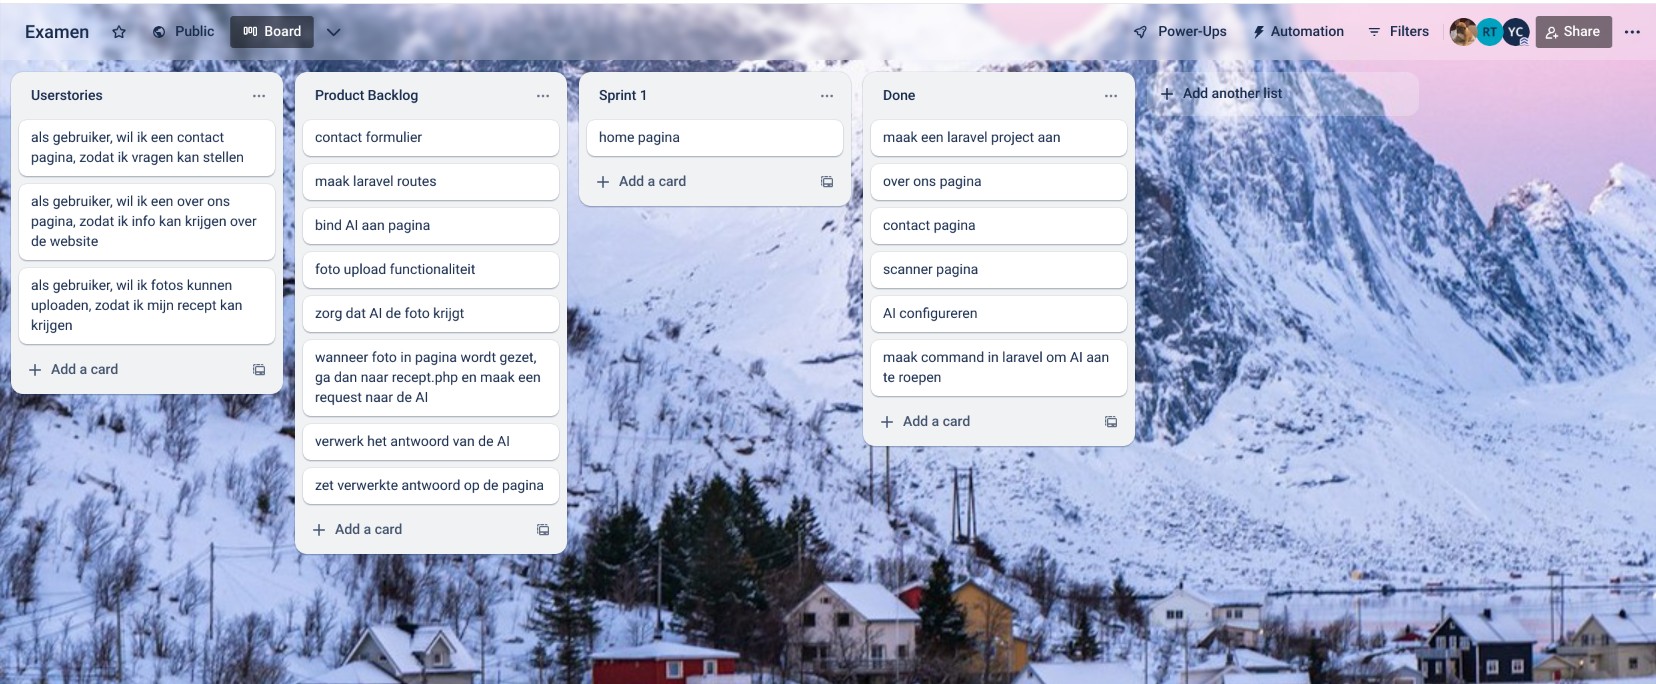 Examen
Public
Board
Power-Ups
Automation
Filters
RT
YC
Share
Userstories
als gebruiker, wil ik een contact
pagina, zodat ik vragen kan stellen
als gebruiker, wil ik een over ons
pagina, zodat ik info kan krijgen over
de website
als gebruiker, wil ik fotos kunnen
uploaden, zodat ik mijn recept kan
krijgen
Add a card
Product Backlog
contact formulier
maak laravel routes
bind AI aan pagina
foto upload functionaliteit
zorg dat AI de foto krijgt
wanneer foto in pagina wordt gezet,
ga dan naar recept.php en maak een
request naar de AI
verwerk het antwoord van de AI
zet verwerkte antwoord op de pagina
Add a card
Sprint 1
home pagina
Add a card
Done
maak een laravel project aan
over ons pagina
contact pagina
scanner pagina
AI configureren
maak command in laravel om AI aan
te roepen
Add a card
Add another list